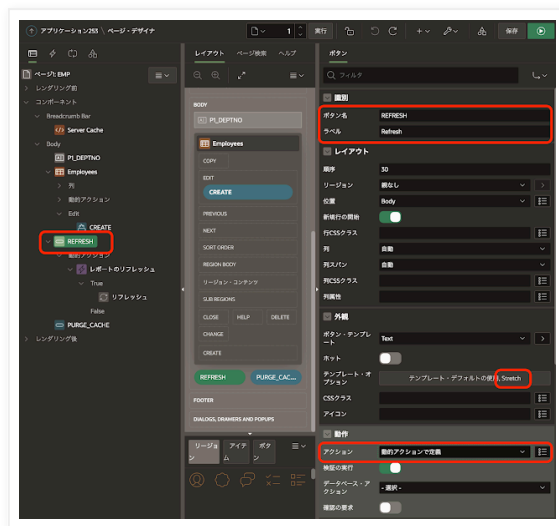 アプリケーション253 \ ページ・デザイナ
1
実行
保存
レイアウト
ページ検索
ヘルプ
ボタン
ページ1: EMP
レンダリング前
コンポーネント
Breadcrumb Bar
Server Cache
Body
P1_DEPTNO
Employees
列
動的アクション
Edit
CREATE
REFRESH
動的アクション
レポートのリフレッシュ
True
リフレッシュ
False
PURGE_CACHE
レンダリング後
BODY
P1_DEPTNO
Employees
COPY
EDIT
CREATE
PREVIOUS
NEXT
SORT ORDER
REGION BODY
リージョン・コンテンツ
SUB REGIONS
CLOSE
HELP
DELETE
CHANGE
CREATE
REFRESH
PURGE_CAC...
FOOTER
DIALOGS, DRAWERS AND POPUPS
リージョン
アイテム
ボタン
フィルタ
識別
ボタン名 REFRESH
ラベル Refresh
レイアウト
順序 30
リージョン 親なし
位置 Body
新規行の開始
行CSSクラス
列 自動
列スパン 自動
列CSSクラス
列属性
外観
ボタン・テンプレート Text
ホット
テンプレート・オプション テンプレート・デフォルトの使用, Stretch
CSSクラス
アイコン
動作
アクション 動的アクションで定義
検証の実行
データベース・アクション - 選択 -
確認の要求